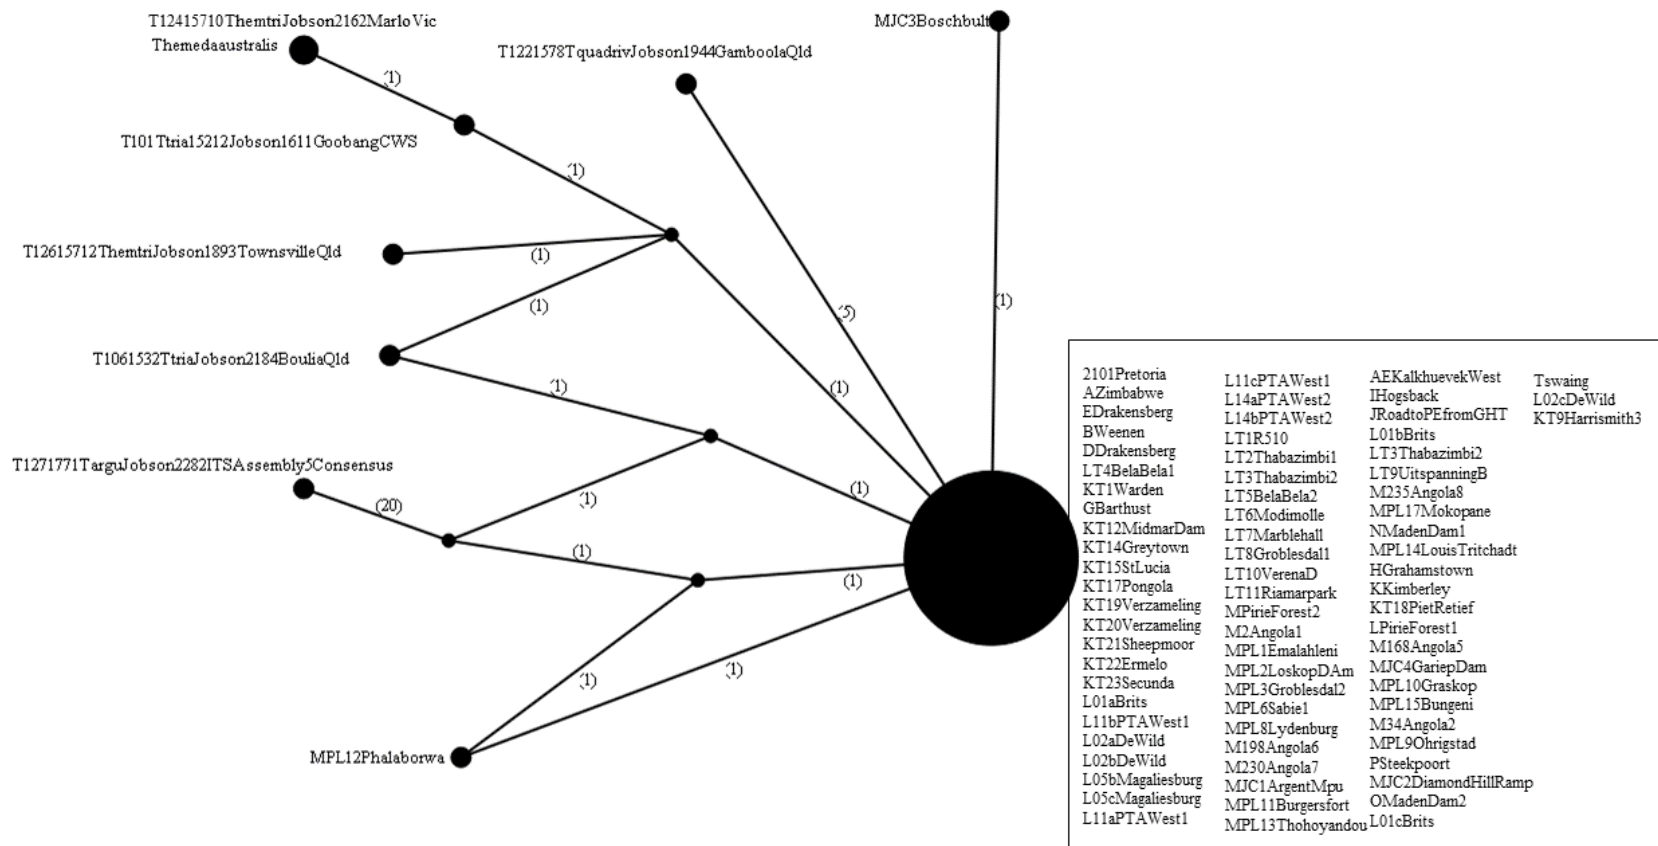 T12415710ThemtriJobson2162MarloVic
Themedaaustralis
MJC3Boschbult
T1221578TquadrivJobson1944GamboolaQld
(1)
T101Ttria15212Jobson1611GoobangCWS
(1)
T12615712ThemtriJobson1893TownsvilleQld
(1)
(1)
(5)
(1)
T1061532TtriaJobson2184BouliaQld
(1)
(1)
T1271771TarguJobson2282ITSAssembly5Consensus
(20)
(1)
(1)
(1)
(1)
(1)
(1)
MPL12Phalaborwa
2101Pretoria
AZimbabwe
EDrakensberg
BWeenen
DDrakensberg
LT4BelaBela1
KT1Warden
GBarthust
KT12MidmarDam
KT14Greytown
KT15StLucia
KT17Pongola
KT19Verzameling
KT20Verzameling
KT21Sheepmoor
KT22Ermelo
KT23Secunda
L01aBrits
L11bPTAWest1
L02aDeWild
L02bDeWild
L05bMagaliesburg
L05cMagaliesburg
L11aPTAWest1
L11cPTAWest1
L14aPTAWest2
L14bPTAWest2
LT1R510
LT2Thabazimbi1
LT3Thabazimbi2
LT5BelaBela2
LT6Modimolle
LT7Marblehall
LT8Groblesdal1
LT10VerenaD
LT11Riamarpark
MPirieForest2
M2Angola1
MPL1Emalahleni
MPL2LoskopDAm
MPL3Groblesdal2
MPL6Sabie1
MPL8Lydenburg
M198Angola6
M230Angola7
MJC1ArgentMpu
MPL11Burgersfort
MPL13Thohoyandou
AEKalkhuevekWest
IHogsback
JRoadtoPEfromGHT
L01bBrits
LT3Thabazimbi2
LT9UitspanningB
M235Angola8
MPL17Mokopane
NMadenDam1
MPL14LouisTritchadt
HGrahamstown
KKimberley
KT18PietRetief
LPirieForest1
M168Angola5
MJC4GariepDam
MPL10Graskop
MPL15Bungeni
M34Angola2
MPL9Ohrigstad
PSteekpoort
MJC2DiamondHillRamp
OMadenDam2
L01cBrits
Tswaing
L02cDeWild
KT9Harrismith3